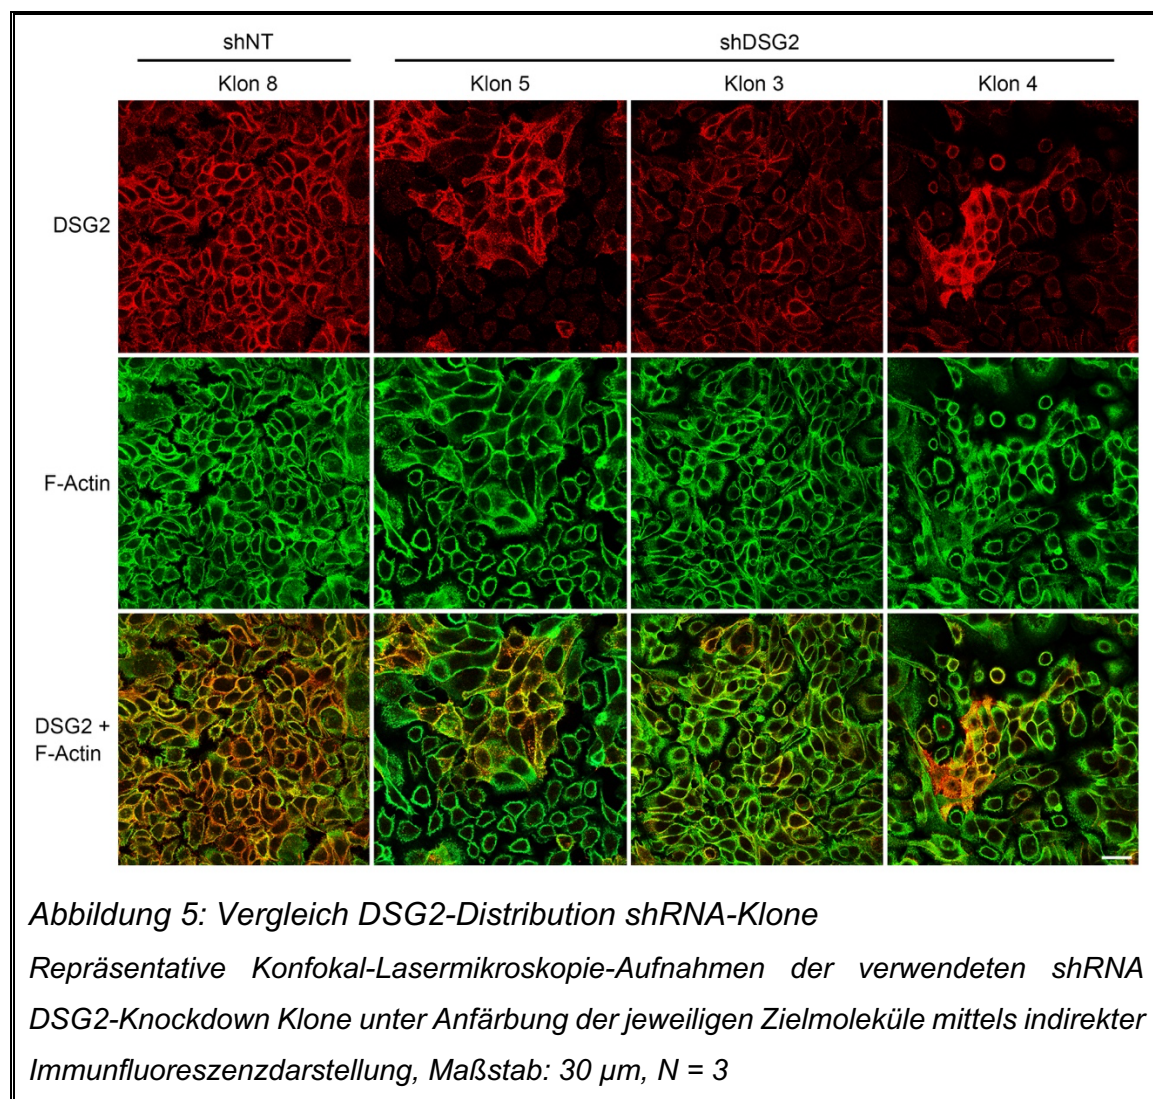 shNT shDSG2
Klon 8 Klon 5 Klon 3 Klon 4
DSG2
F-Actin
DSG2 +
F-Actin
Abbildung 5: Vergleich DSG2-Distribution shRNA-Klone
Repräsentative Konfokal-Lasermikroskopie-Aufnahmen der verwendeten shRNA
DSG2-Knockdown Klone unter Anfärbung der jeweiligen Zielmoleküle mittels indirekter
Immunfluoreszenzdarstellung, Maßstab: 30 µm, N = 3